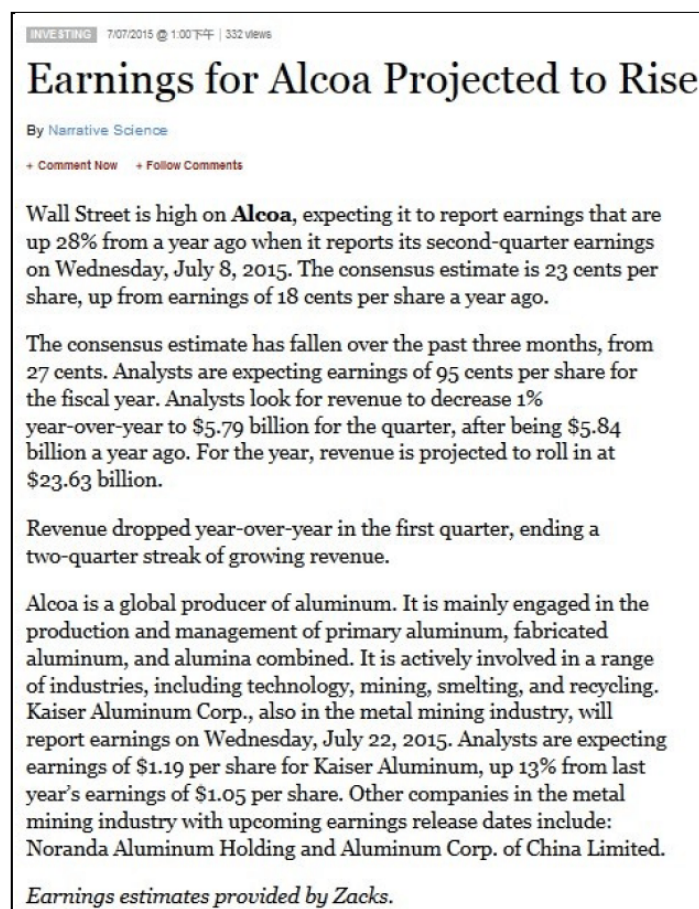 INVESTING 7/07/2015 @ 1:00下午 | 332 views
Earnings for Alcoa Projected to Rise
By Narrative Science
+ Comment Now + Follow Comments
Wall Street is high on Alcoa, expecting it to report earnings that are
up 28% from a year ago when it reports its second-quarter earnings
on Wednesday, July 8, 2015. The consensus estimate is 23 cents per
share, up from earnings of 18 cents per share a year ago.
The consensus estimate has fallen over the past three months, from
27 cents. Analysts are expecting earnings of 95 cents per share for
the fiscal year. Analysts look for revenue to decrease 1%
year-over-year to $5.79 billion for the quarter, after being $5.84
billion a year ago. For the year, revenue is projected to roll in at
$23.63 billion.
Revenue dropped year-over-year in the first quarter, ending a
two-quarter streak of growing revenue.
Alcoa is a global producer of aluminum. It is mainly engaged in the
production and management of primary aluminum, fabricated
aluminum, and alumina combined. It is actively involved in a range
of industries, including technology, mining, smelting, and recycling.
Kaiser Aluminum Corp., also in the metal mining industry, will
report earnings on Wednesday, July 22, 2015. Analysts are expecting
earnings of $1.19 per share for Kaiser Aluminum, up 13% from last
year's earnings of $1.05 per share. Other companies in the metal
mining industry with upcoming earnings release dates include:
Noranda Aluminum Holding and Aluminum Corp. of China Limited.
Earnings estimates provided by Zacks.